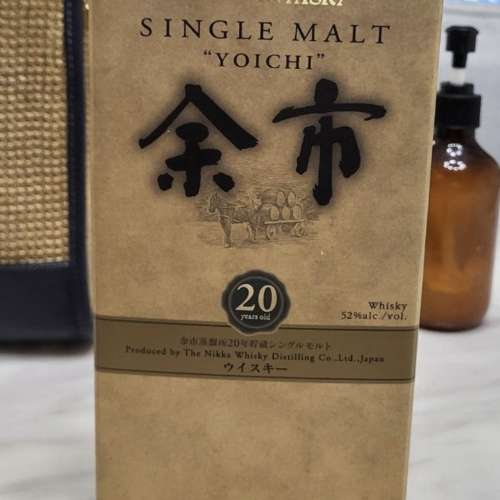 SINGLE MALT
“YOICHI”
余市
20
years old
Whisky
52%alc./vol.
余市蒸留所20年貯蔵シングルモルト
Produced by The Nikka Whisky Distilling Co.,Ltd.,Japan
ウイスキー